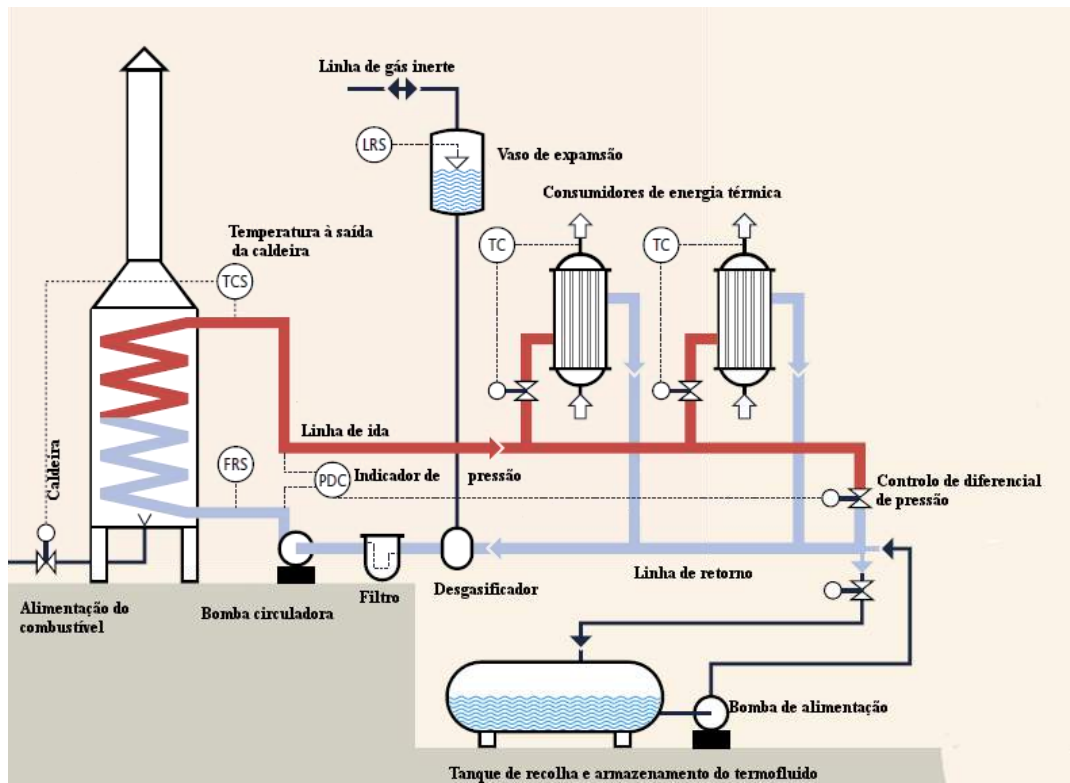 Linha de gás inerte
LRS
Vaso de expamsão
Consumidores de energia térmica
Temperatura à saída
da caldeira
TCS
TC
TC
Linha de ida
Caldeira
FRS
PDC
Indicador de pressão
Controlo de diferencial
de pressão
Linha de retorno
Desgasificador
Filtro
Bomba circuladora
Alimentação do
combustível
Bomba de alimentação
Tanque de recolha e armazenamento do termofluido